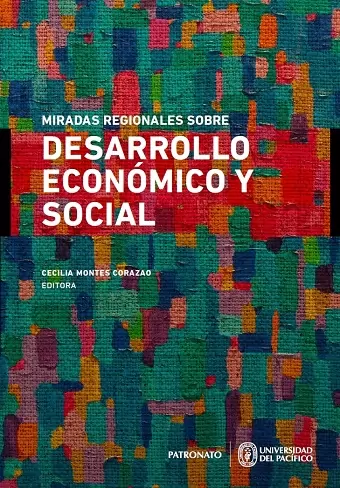 MIRADAS REGIONALES SOBRE
DESARROLLO
ECONÓMICO Y
SOCIAL
CECILIA MONTES CORAZAO
EDITORA
PATRONATO
UNIVERSIDAD
DEL PACÍFICO